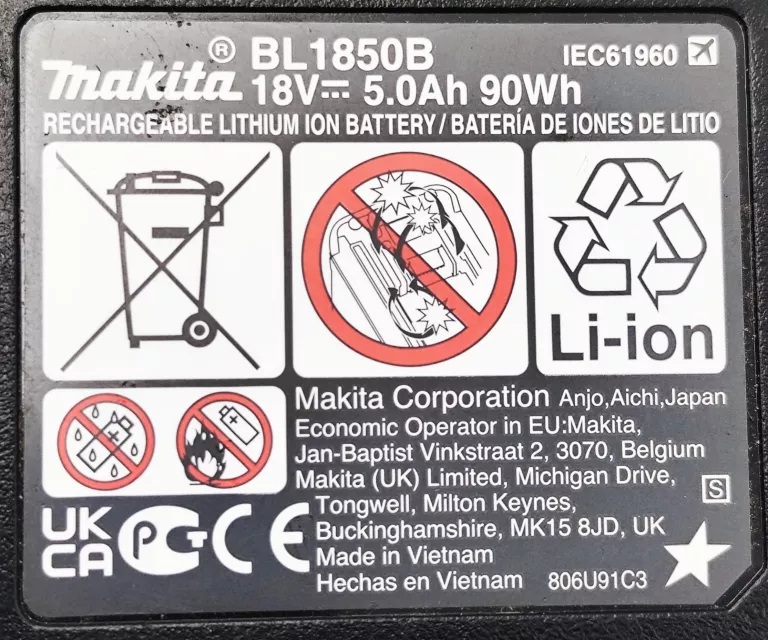 makita® BL1850B IEC61960
18V 5.0Ah 90Wh
RECHARGEABLE LITHIUM ION BATTERY / BATERÍA DE IONES DE LITIO
Li-ion
Makita Corporation Anjo,Aichi,Japan
Economic Operator in EU:Makita,
Jan-Baptist Vinkstraat 2, 3070, Belgium
Makita (UK) Limited, Michigan Drive,
Tongwell, Milton Keynes,
Buckinghamshire, MK15 8JD, UK
S
Made in Vietnam
Hechas en Vietnam 806U91C3
UK
CA
PCT
CE